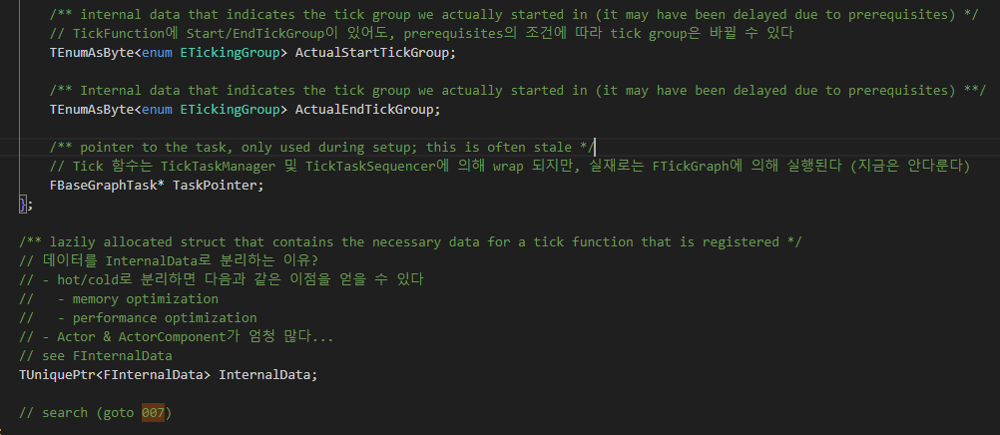 /** internal data that indicates the tick group we actually started in (it may have been delayed due to prerequisites) */
// TickFunction에 Start/EndTickGroup이 있어도, prerequisites의 조건에 따라 tick group은 바뀔 수 있다
TEnumAsByte<enum ETickingGroup> ActualStartTickGroup;
/** Internal data that indicates the tick group we actually started in (it may have been delayed due to prerequisites) **/
TEnumAsByte<enum ETickingGroup> ActualEndTickGroup;
/** pointer to the task, only used during setup; this is often stale */
// Tick 함수는 TickTaskManager 및 TickTaskSequencer에 의해 wrap 되지만, 실재로는 FTickGraph에 의해 실행된다 (지금은 안다룬다)
FBaseGraphTask* TaskPointer;
};
/** lazily allocated struct that contains the necessary data for a tick function that is registered */
// 데이터를 InternalData로 분리하는 이유?
// - hot/cold로 분리하면 다음과 같은 이점을 얻을 수 있다
//   - memory optimization
//   - performance optimization
// - Actor & ActorComponent가 엄청 많다...
// see FInternalData
TUniquePtr<FInternalData> InternalData;
// search (goto 007)